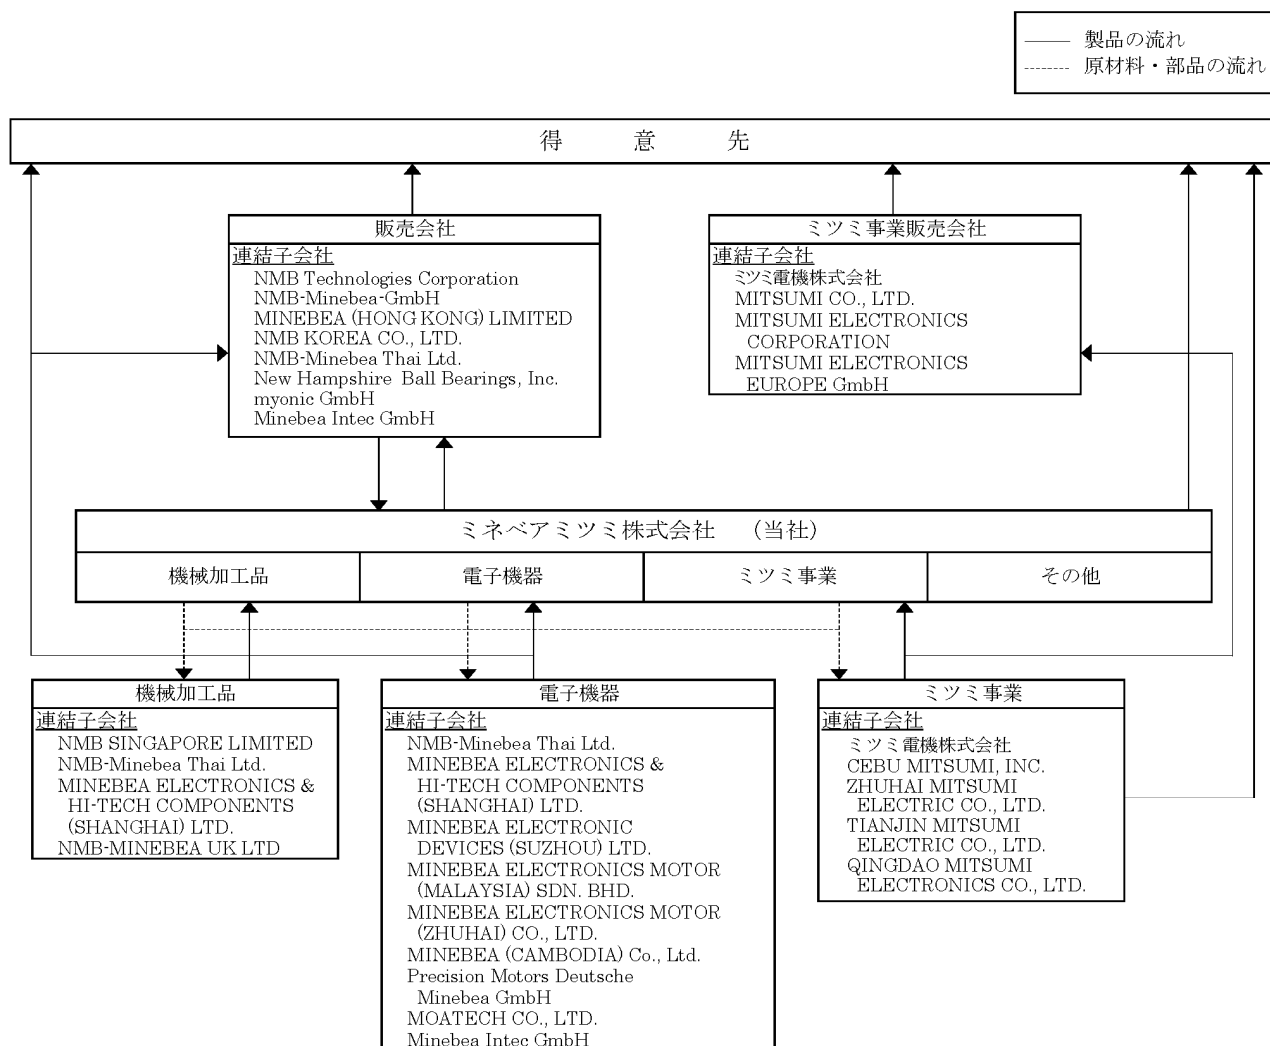 製品の流れ
原材料・部品の流れ
得意先
販売会社
連結子会社
NMB Technologies Corporation
NMB-Minebea-GmbH
MINEBEA (HONG KONG) LIMITED
NMB KOREA CO., LTD.
NMB-Minebea Thai Ltd.
New Hampshire Ball Bearings, Inc.
myonic GmbH
Minebea Intec GmbH
ミツミ事業販売会社
連結子会社
ミツミ電機株式会社
MITSUMI CO., LTD.
MITSUMI ELECTRONICS
CORPORATION
MITSUMI ELECTRONICS
EUROPE GmbH
ミネベアミツミ株式会社 (当社)
機械加工品
電子機器
ミツミ事業
その他
機械加工品
連結子会社
NMB SINGAPORE LIMITED
NMB-Minebea Thai Ltd.
MINEBEA ELECTRONICS &
HI-TECH COMPONENTS
(SHANGHAI) LTD.
NMB-MINEBEA UK LTD
電子機器
連結子会社
NMB-Minebea Thai Ltd.
MINEBEA ELECTRONICS &
HI-TECH COMPONENTS
(SHANGHAI) LTD.
MINEBEA ELECTRONIC
DEVICES (SUZHOU) LTD.
MINEBEA ELECTRONICS MOTOR
(MALAYSIA) SDN. BHD.
MINEBEA ELECTRONICS MOTOR
(ZHUHAI) CO., LTD.
MINEBEA (CAMBODIA) Co., Ltd.
Precision Motors Deutsche
Minebea GmbH
MOATECH CO., LTD.
Minebea Intec GmbH
ミツミ事業
連結子会社
ミツミ電機株式会社
CEBU MITSUMI, INC.
ZHUHAI MITSUMI
ELECTRIC CO., LTD.
TIANJIN MITSUMI
ELECTRIC CO., LTD.
QINGDAO MITSUMI
ELECTRONICS CO., LTD.